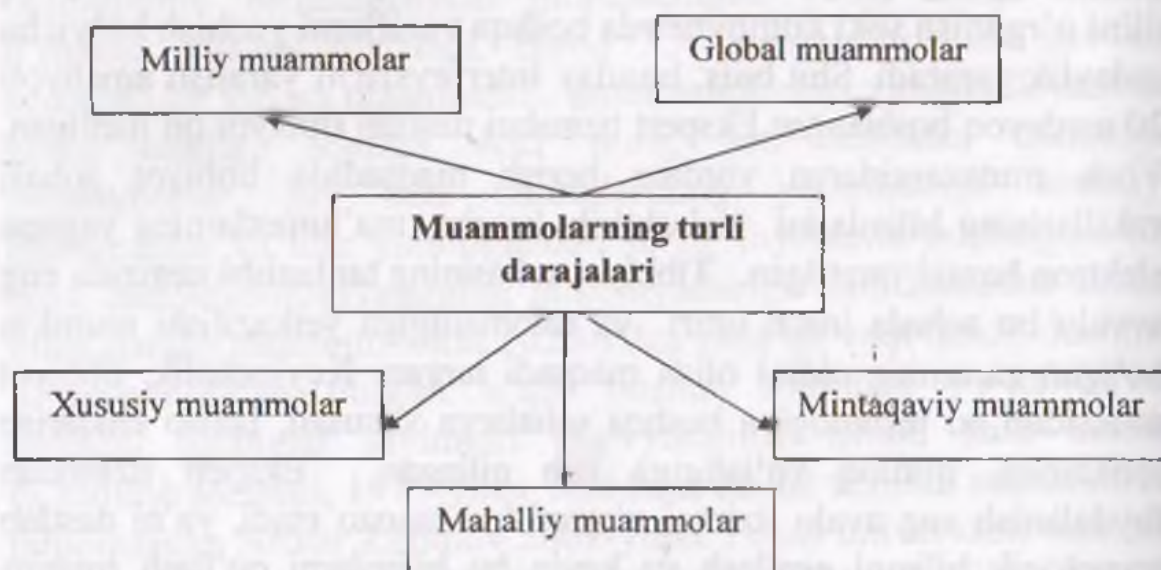 Milliy muammolar
Global muammolar
Muammolarning turli
darajalari
Xususiy muammolar
Mintaqaviy muammolar
Mahalliy muammolar